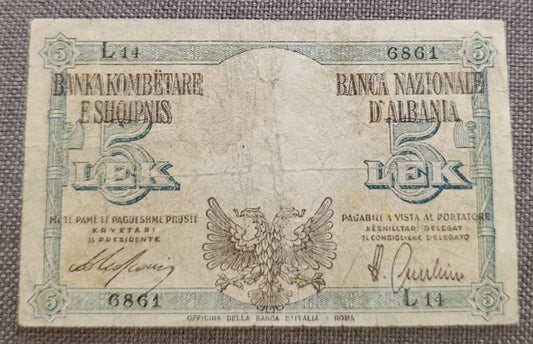 5 L 14 6861 5
BANKA KOMBËTARE
E SHQIPNIS
BANCA NAZIONALE
D'ALBANIA
5 5
LEK LEK
ME TË PAME TË PAGUESHME PRUSIT
KRYETARI
IL PRESIDENTE
PAGABILI A VISTA AL PORTATORE
KËSHILLTARI DELEGAT
IL CONSIGLIERE DELEGATO
5 6861 L 14 5
OFFICINA DELLA BANCA D'ITALIA - ROMA